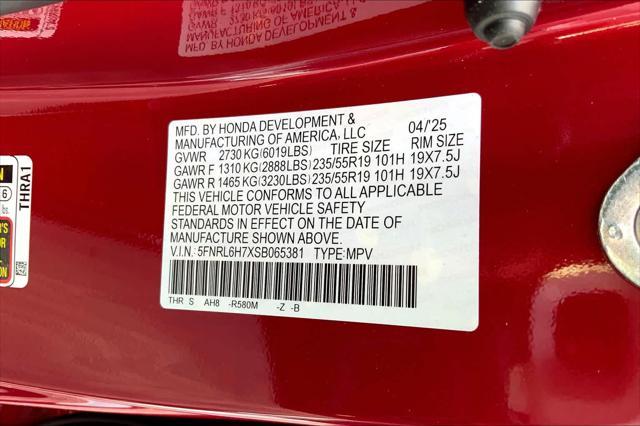 MFD. BY HONDA DEVELOPMENT &
MANUFACTURING OF AMERICA, LLC 04/'25
GVWR 2730 KG(6019LBS) TIRE SIZE RIM SIZE
GAWR F 1310 KG(2888LBS) 235/55R19 101H 19X7.5J
GAWR R 1465 KG(3230LBS) 235/55R19 101H 19X7.5J
THIS VEHICLE CONFORMS TO ALL APPLICABLE
FEDERAL MOTOR VEHICLE SAFETY
STANDARDS IN EFFECT ON THE DATE OF
MANUFACTURE SHOWN ABOVE.
V.I.N.: 5FNRL6H7XSB065381 TYPE:MPV
THR S AH8 -R580M -Z -B
THRA1
6
lbs.